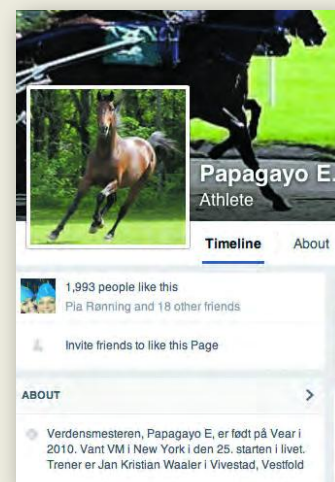 Papagayo E.
Athlete
Timeline About
1,993 people like this
Pia Rønning and 18 other friends
Invite friends to like this Page
ABOUT
Verdensmesteren, Papagayo E, er født på Vear i
2010. Vant VM i New York i den 25. starten i livet.
Trener er Jan Kristian Waaler i Vivestad, Vestfold